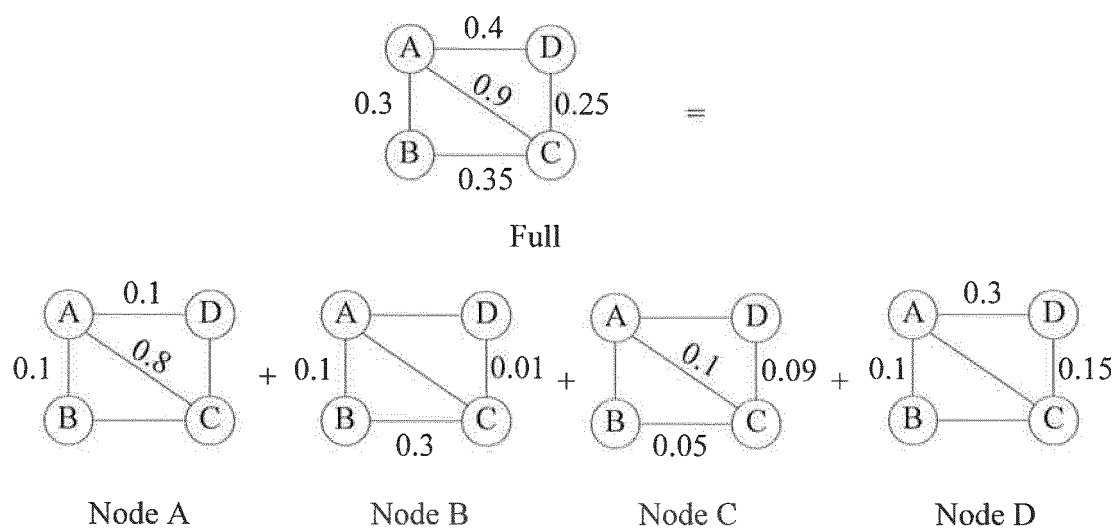 A 0.4 D
0.3 0.9 0.25 =
B 0.35 C
Full
A 0.1 D A D A D A 0.3 D
0.1 0.8 + 0.1 0.01 + 0.1 0.09 + 0.1 0.15
B C B 0.3 C B 0.05 C B C
Node A Node B Node C Node D